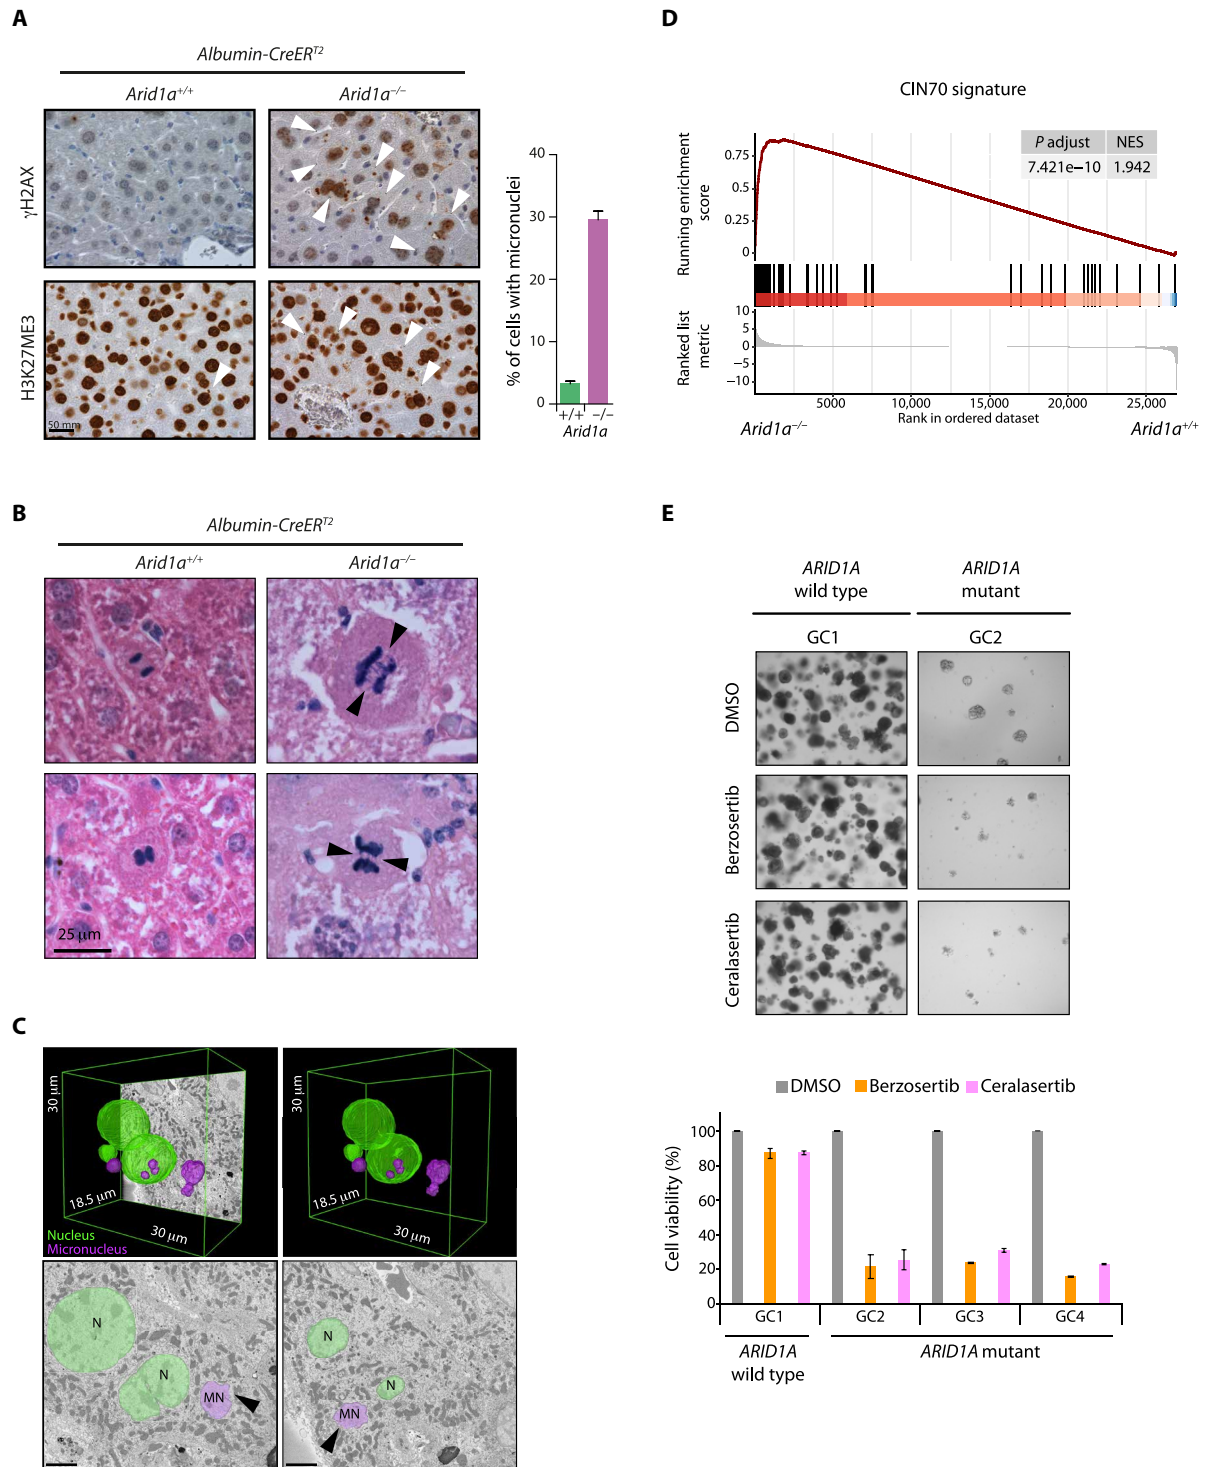 A
Albumin-CreER^T2
Arid1a+/+
Arid1a−/−
γH2AX
H3K27ME3
50 mm
% of cells with micronuclei
40
30
20
10
0
+/+
−/−
Arid1a
B
Albumin-CreER^T2
Arid1a+/+
Arid1a−/−
25 μm
C
30 μm
18.5 μm
30 μm
Nucleus
Micronucleus
30 μm
18.5 μm
30 μm
N
N
MN
N
N
MN
D
CIN70 signature
P adjust
NES
7.421e−10
1.942
Running enrichment
score
0.75
0.5
0.25
0
Ranked list
metric
10
5
0
−5
−10
5000
10,000
15,000
20,000
25,000
Rank in ordered dataset
Arid1a−/−
Arid1a+/+
E
ARID1A
wild type
ARID1A
mutant
GC1
GC2
DMSO
Berzosertib
Ceralasertib
DMSO
Berzosertib
Ceralasertib
Cell viability (%)
100
80
60
40
20
0
GC1
GC2
GC3
GC4
ARID1A
wild type
ARID1A mutant